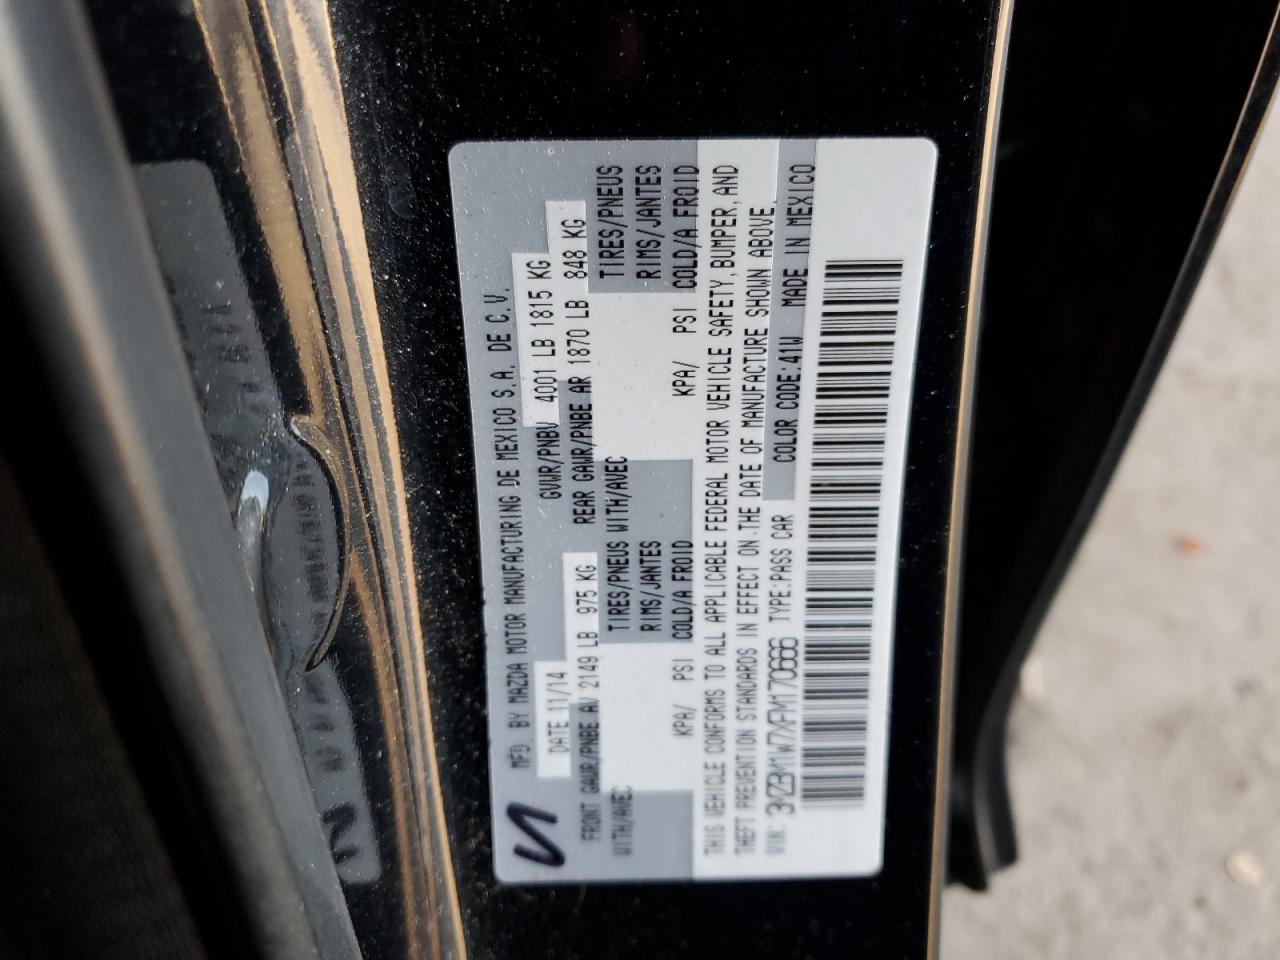 MFD BY MAZDA MOTOR MANUFACTURING DE MEXICO S.A. DE C.V.
DATE 11/14 GVWR/PNBV 4001 LB 1815 KG
FRONT GAWR/PNBE AV 2149 LB 975 KG REAR GAWR/PNBE AR 1870 LB 848 KG
WITH/AVEC TIRES/PNEUS WITH/AVEC TIRES/PNEUS
RIMS/JANTES RIMS/JANTES
KPA/ PSI COLD/A FROID KPA/ PSI COLD/A FROID
THIS VEHICLE CONFORMS TO ALL APPLICABLE FEDERAL MOTOR VEHICLE SAFETY, BUMPER, AND
THEFT PREVENTION STANDARDS IN EFFECT ON THE DATE OF MANUFACTURE SHOWN ABOVE.
VIN: 3MZBM1W7XFM170666 TYPE:PASS CAR COLOR CODE:41W MADE IN MEXICO